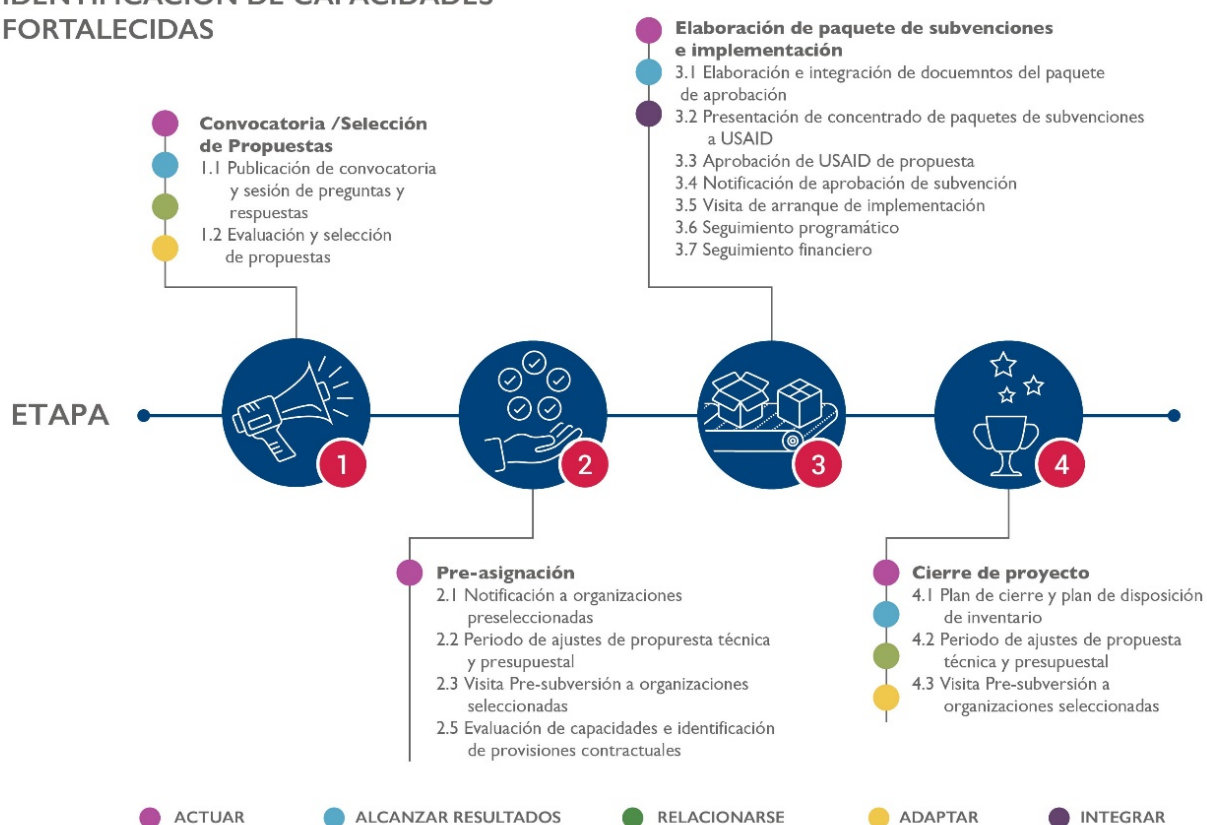 IDENTIFICACIÓN DE CAPACIDADES
FORTALECIDAS
Convocatoria /Selección
de Propuestas
1.1 Publicación de convocatoria
y sesión de preguntas y
respuestas
1.2 Evaluación y selección
de propuestas
Elaboración de paquete de subvenciones
e implementación
3.1 Elaboración e integración de docuemntos del paquete
de aprobación
3.2 Presentación de concentrado de paquetes de subvenciones
a USAID
3.3 Aprobación de USAID de propuesta
3.4 Notificación de aprobación de subvención
3.5 Visita de arranque de implementación
3.6 Seguimiento programático
3.7 Seguimiento financiero
ETAPA
1
2
3
4
Pre-asignación
2.1 Notificación a organizaciones
preseleccionadas
2.2 Periodo de ajustes de propuresta técnica
y presupuestal
2.3 Visita Pre-subversión a organizaciones
seleccionadas
2.5 Evaluación de capacidades e identificación
de provisiones contractuales
Cierre de proyecto
4.1 Plan de cierre y plan de disposición
de inventario
4.2 Periodo de ajustes de propuesta
técnica y presupuestal
4.3 Visita Pre-subversión a
organizaciones seleccionadas
ACTUAR
ALCANZAR RESULTADOS
RELACIONARSE
ADAPTAR
INTEGRAR